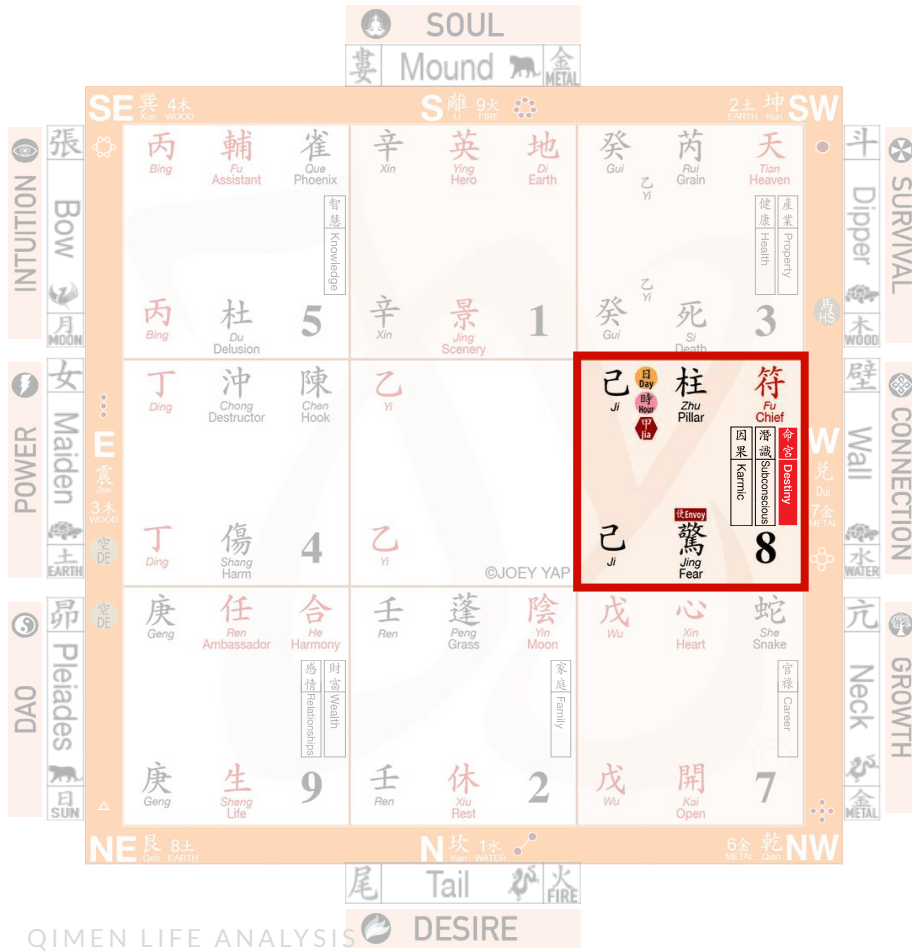 SOUL
婁 Mound 金 METAL
SE 巽 Xun 4木 WOOD
S 離 Li 9火 FIRE
2土 EARTH 坤 Kun SW
張 Bow 月 MOON
INTUITION
丙 Bing
輔 Fu Assistant
雀 Que Phoenix
智慧 Knowledge
丙 Bing
杜 Du Delusion
5
辛 Xin
英 Ying Hero
地 Di Earth
辛 Xin
景 Jing Scenery
1
癸 Gui
乙 Yi
芮 Rui Grain
天 Tian Heaven
健康 Health
產業 Property
乙 Yi
癸 Gui
死 Si Death
3
馬 HS
斗 Dipper 木 WOOD
SURVIVAL
女 Maiden 土 EARTH
POWER
E 震 Zhen 3木 WOOD
空 DE
丁 Ding
沖 Chong Destructor
陳 Chen Hook
丁 Ding
傷 Shang Harm
4
乙 Yi
乙 Yi
©JOEY YAP
己 Ji
日 Day
時 Hour
甲 Jia
柱 Zhu Pillar
符 Fu Chief
因果 Karmic
潛識 Subconscious
命宮 Destiny
己 Ji
使 Envoy
驚 Jing Fear
8
W 兌 Dui 7金 METAL
壁 Wall 水 WATER
CONNECTION
昴 Pleiades 日 SUN
DAO
空 DE
庚 Geng
任 Ren Ambassador
合 He Harmony
感情 Relationships
財富 Wealth
庚 Geng
生 Sheng Life
9
壬 Ren
蓬 Peng Grass
陰 Yin Moon
家庭 Family
壬 Ren
休 Xiu Rest
2
戊 Wu
心 Xin Heart
蛇 She Snake
官祿 Career
戊 Wu
開 Kai Open
7
亢 Neck 金 METAL
GROWTH
NE 艮 Gen 8土 EARTH
N 坎 Kan 1水 WATER
6金 METAL 乾 Qian NW
尾 Tail 火 FIRE
QIMEN LIFE ANALYSIS
DESIRE